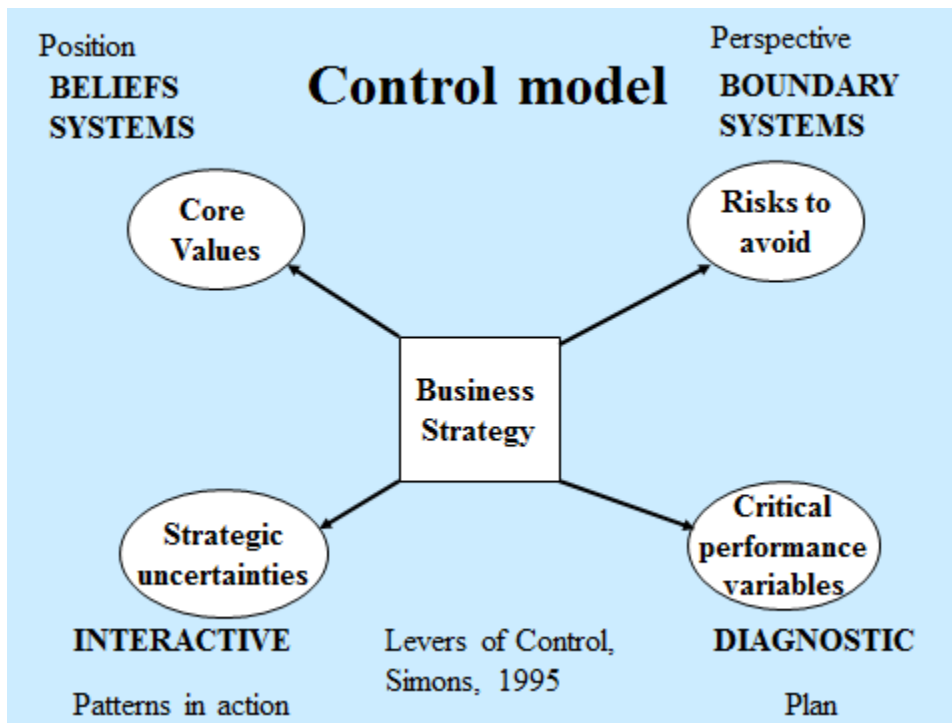 Position
BELIEFS
SYSTEMS
Control model
Perspective
BOUNDARY
SYSTEMS
Core
Values
Risks to
avoid
Business
Strategy
Strategic
uncertainties
Critical
performance
variables
INTERACTIVE
Levers of Control,
Simons, 1995
DIAGNOSTIC
Patterns in action
Plan